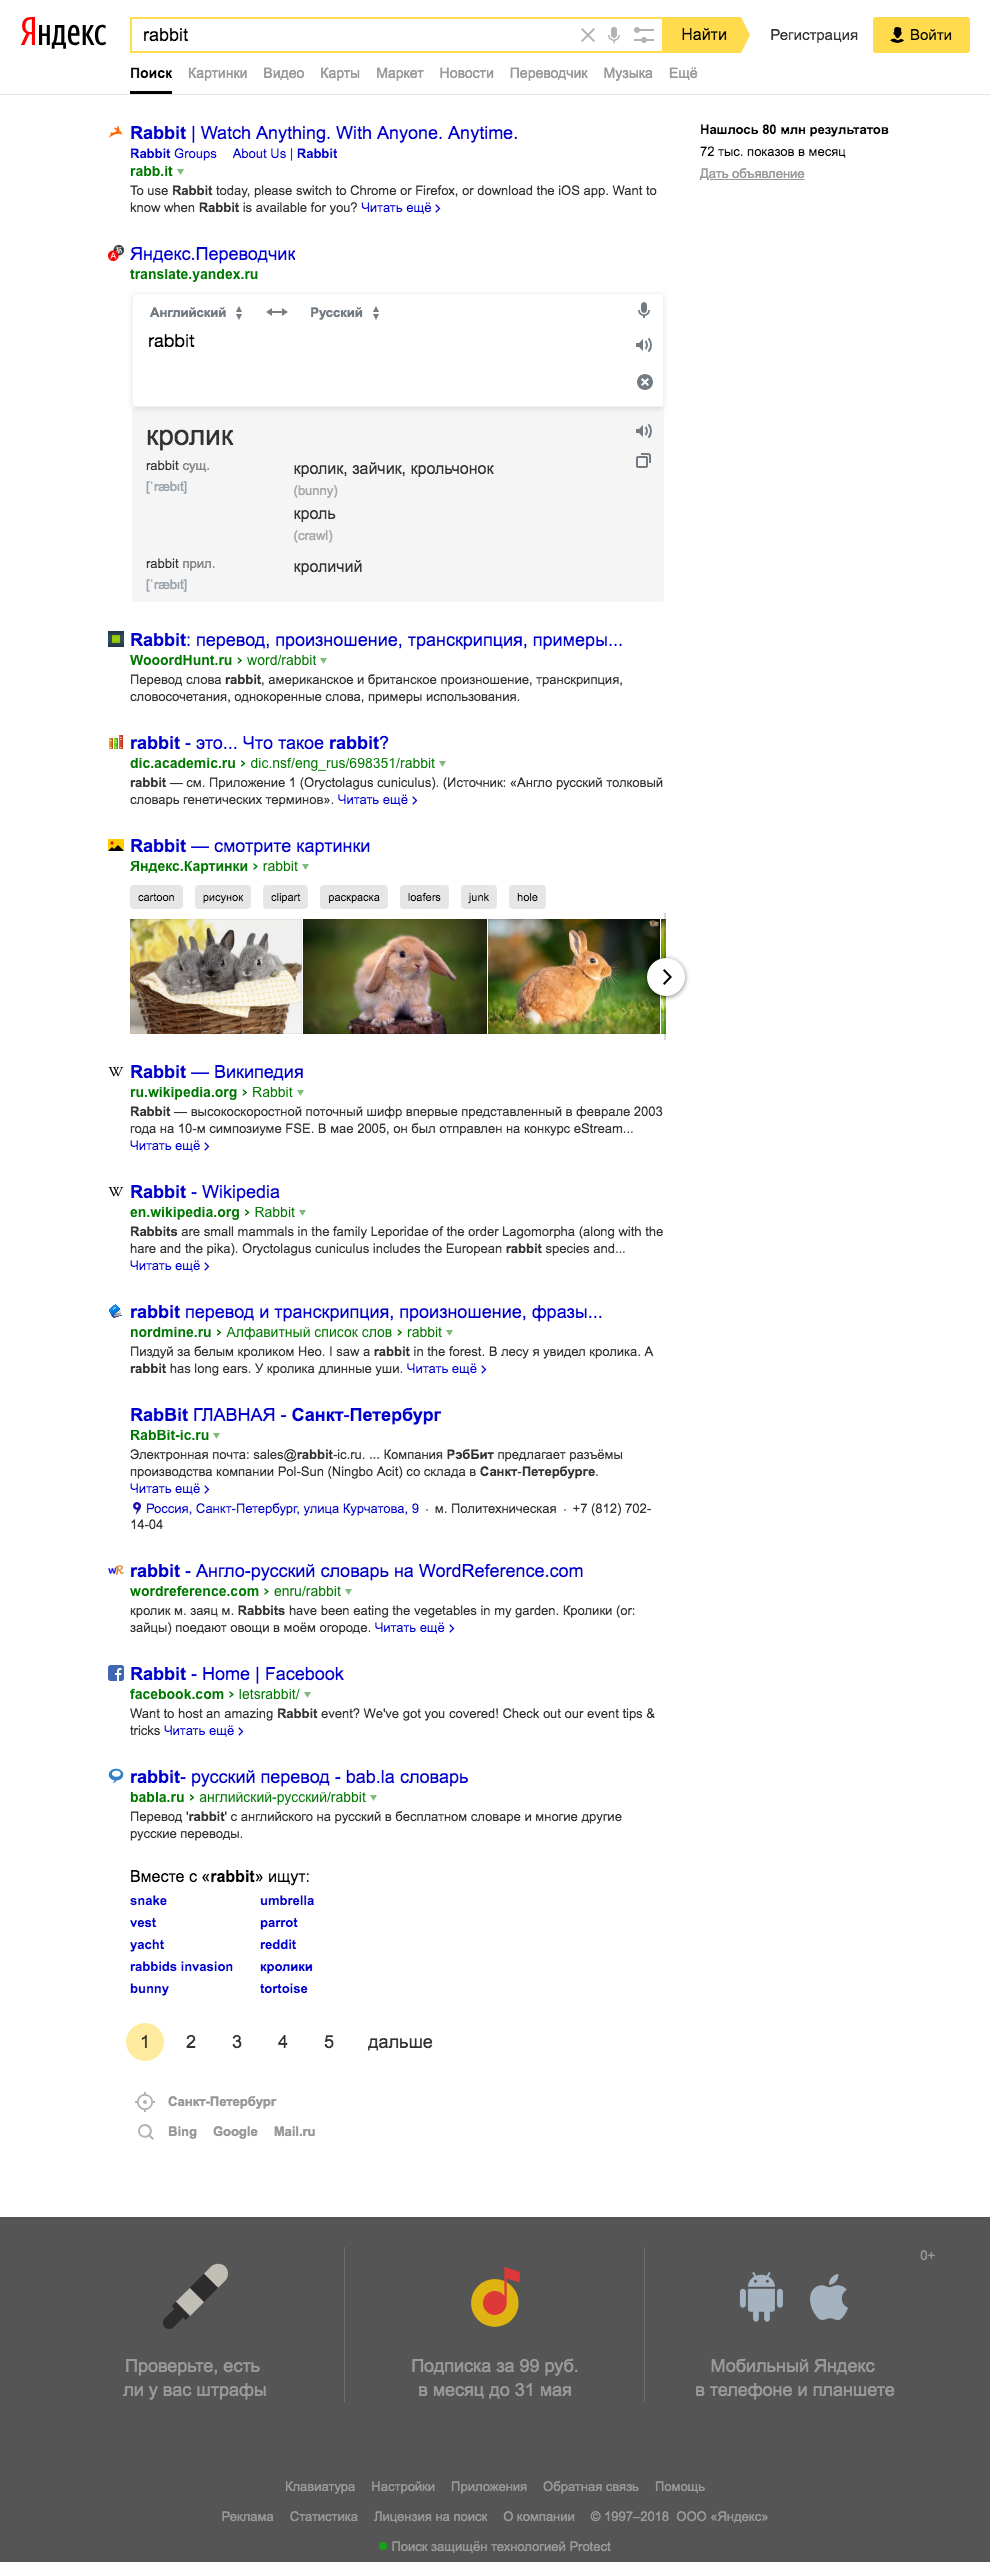 Яндекс
rabbit
Найти
Регистрация
Войти
Поиск Картинки Видео Карты Маркет Новости Переводчик Музыка Ещё
Rabbit | Watch Anything. With Anyone. Anytime.
Rabbit Groups About Us | Rabbit
rabb.it
To use Rabbit today, please switch to Chrome or Firefox, or download the iOS app. Want to
know when Rabbit is available for you? Читать ещё >
Нашлось 80 млн результатов
72 тыс. показов в месяц
Дать объявление
Яндекс.Переводчик
translate.yandex.ru
Английский Русский
rabbit
кролик
rabbit сущ. кролик, зайчик, крольчонок
[ˈræbɪt] (bunny)
кроль
(crawl)
rabbit прил. кроличий
[ˈræbɪt]
Rabbit: перевод, произношение, транскрипция, примеры...
WooordHunt.ru > word/rabbit
Перевод слова rabbit, американское и британское произношение, транскрипция,
словосочетания, однокоренные слова, примеры использования.
rabbit - это... Что такое rabbit?
dic.academic.ru > dic.nsf/eng_rus/698351/rabbit
rabbit — см. Приложение 1 (Oryctolagus cuniculus). (Источник: «Англо русский толковый
словарь генетических терминов». Читать ещё >
Rabbit — смотрите картинки
Яндекс.Картинки > rabbit
cartoon рисунок clipart раскраска loafers junk hole
Rabbit — Википедия
ru.wikipedia.org > Rabbit
Rabbit — высокоскоростной поточный шифр впервые представленный в феврале 2003
года на 10-м симпозиуме FSE. В мае 2005, он был отправлен на конкурс eStream...
Читать ещё >
Rabbit - Wikipedia
en.wikipedia.org > Rabbit
Rabbits are small mammals in the family Leporidae of the order Lagomorpha (along with the
hare and the pika). Oryctolagus cuniculus includes the European rabbit species and...
Читать ещё >
rabbit перевод и транскрипция, произношение, фразы...
nordmine.ru > Алфавитный список слов > rabbit
Пиздуй за белым кроликом Нео. I saw a rabbit in the forest. В лесу я увидел кролика. A
rabbit has long ears. У кролика длинные уши. Читать ещё >
RabBit ГЛАВНАЯ - Санкт-Петербург
RabBit-ic.ru
Электронная почта: sales@rabbit-ic.ru. ... Компания РэбБит предлагает разъёмы
производства компании Pol-Sun (Ningbo Acit) со склада в Санкт-Петербурге.
Читать ещё >
Россия, Санкт-Петербург, улица Курчатова, 9 · м. Политехническая · +7 (812) 702-
14-04
rabbit - Англо-русский словарь на WordReference.com
wordreference.com > enru/rabbit
кролик м. заяц м. Rabbits have been eating the vegetables in my garden. Кролики (or:
зайцы) поедают овощи в моём огороде. Читать ещё >
Rabbit - Home | Facebook
facebook.com > letsrabbit/
Want to host an amazing Rabbit event? We've got you covered! Check out our event tips &
tricks Читать ещё >
rabbit- русский перевод - bab.la словарь
babla.ru > английский-русский/rabbit
Перевод 'rabbit' с английского на русский в бесплатном словаре и многие другие
русские переводы.
Вместе с «rabbit» ищут:
snake umbrella
vest parrot
yacht reddit
rabbids invasion кролики
bunny tortoise
1 2 3 4 5 дальше
Санкт-Петербург
Bing Google Mail.ru
0+
Проверьте, есть
ли у вас штрафы
Подписка за 99 руб.
в месяц до 31 мая
Мобильный Яндекс
в телефоне и планшете
Клавиатура Настройки Приложения Обратная связь Помощь
Реклама Статистика Лицензия на поиск О компании © 1997–2018 ООО «Яндекс»
Поиск защищён технологией Protect